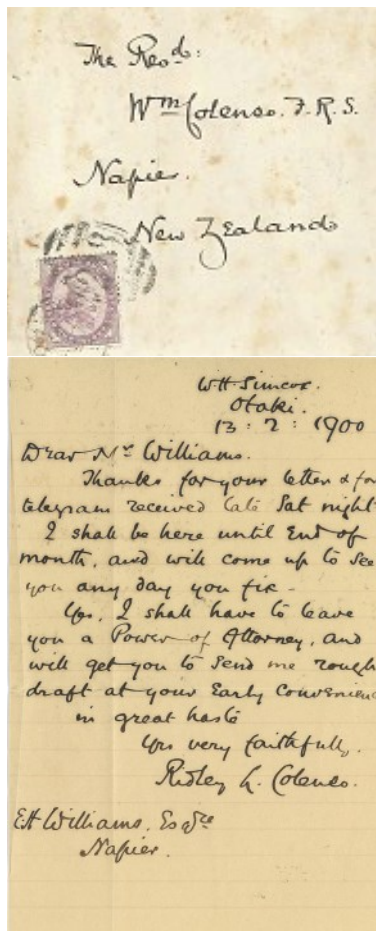 The Revd:
Wm Colenso. F.R.S.
Napier.
New Zealand
W H Simcox.
Otaki.
13 : 2 : 1900
Dear Mr Williams.
Thanks for your letter & for
telegram received late Sat night
I shall be here until End of
month, and will come up to See
you any day you fix -
Yes, I shall have to leave
you a Power of Attorney, and
will get you to Send me rough
draft at your Early Convenienc
in great haste
Yrs very faithfully,
Ridley L. Colenso.
E H Williams, Esqre
Napier.